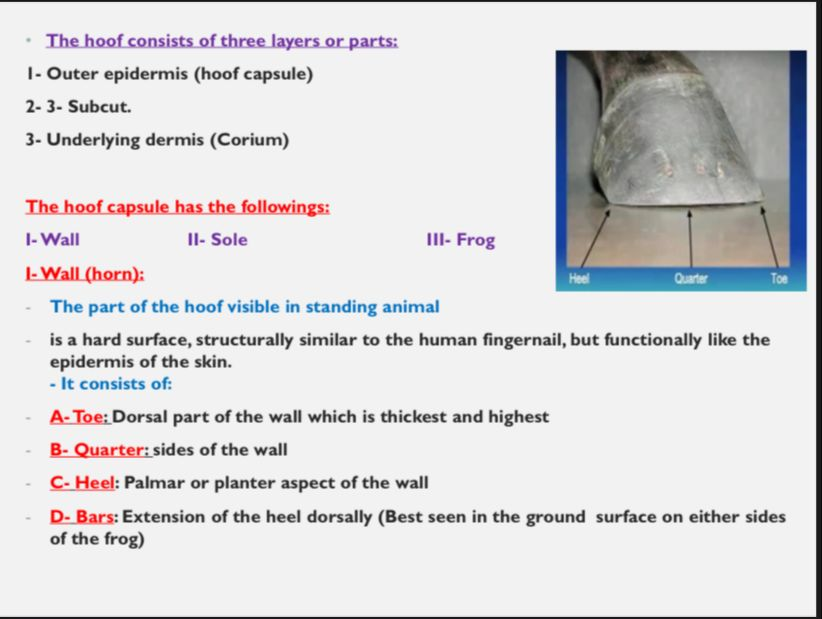 • The hoof consists of three layers or parts:
1- Outer epidermis (hoof capsule)
2- 3- Subcut.
3- Underlying dermis (Corium)
The hoof capsule has the followings:
I- Wall II- Sole III- Frog
I- Wall (horn):
- The part of the hoof visible in standing animal
- is a hard surface, structurally similar to the human fingernail, but functionally like the
epidermis of the skin.
- It consists of:
- A- Toe: Dorsal part of the wall which is thickest and highest
- B- Quarter: sides of the wall
- C- Heel: Palmar or planter aspect of the wall
- D- Bars: Extension of the heel dorsally (Best seen in the ground surface on either sides
of the frog)
Heel Quarter Toe